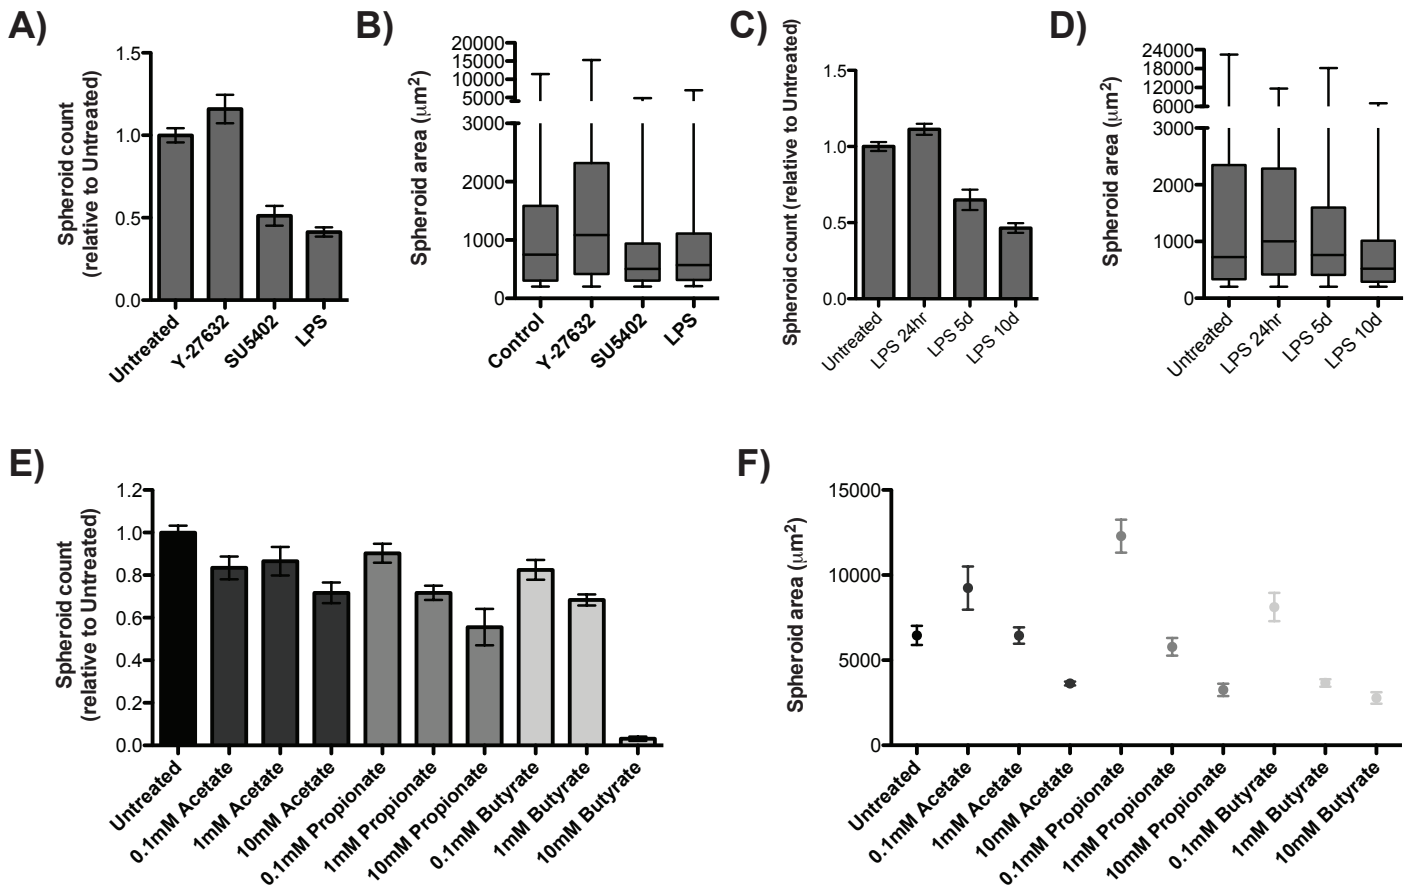 A)
Spheroid count
(relative to Untreated)
1.5
1.0
0.5
0.0
Untreated
Y-27632
SU5402
LPS
B)
Spheroid area (μm²)
20000
15000
10000
5000
3000
2000
1000
0
Control
Y-27632
SU5402
LPS
C)
Spheroid count (relative to Untreated)
1.5
1.0
0.5
0.0
Untreated
LPS 24hr
LPS 5d
LPS 10d
D)
Spheroid area (μm²)
24000
18000
12000
6000
3000
2000
1000
0
Untreated
LPS 24hr
LPS 5d
LPS 10d
E)
Spheroid count
(relative to Untreated)
1.2
1.0
0.8
0.6
0.4
0.2
0.0
Untreated
0.1mM Acetate
1mM Acetate
10mM Acetate
0.1mM Propionate
1mM Propionate
10mM Propionate
0.1mM Butyrate
1mM Butyrate
10mM Butyrate
F)
Spheroid area (μm²)
15000
10000
5000
0
Untreated
0.1mM Acetate
1mM Acetate
10mM Acetate
0.1mM Propionate
1mM Propionate
10mM Propionate
0.1mM Butyrate
1mM Butyrate
10mM Butyrate